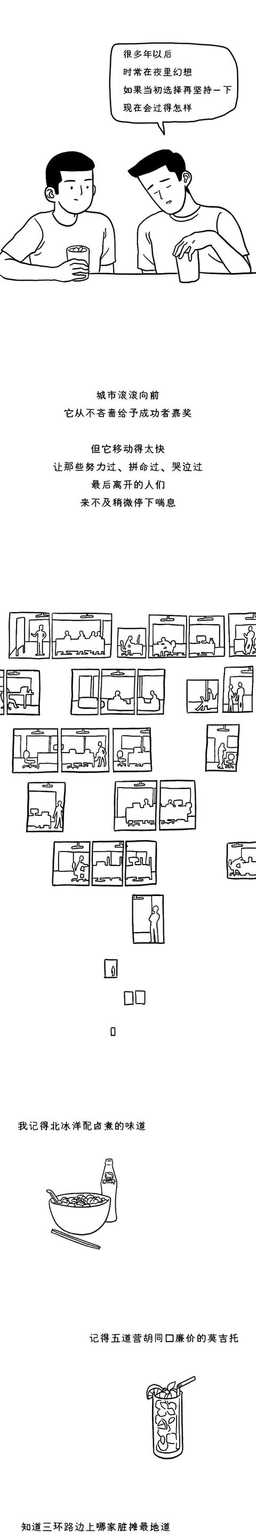 很多年以后
时常在夜里幻想
如果当初选择再坚持一下
现在会过得怎样
城市滚滚向前
它从不吝啬给予成功者嘉奖
但它移动得太快
让那些努力过、拼命过、哭泣过
最后离开的人们
来不及稍微停下喘息
我记得北冰洋配卤煮的味道
记得五道营胡同口廉价的莫吉托
知道三环路边上哪家脏摊最地道